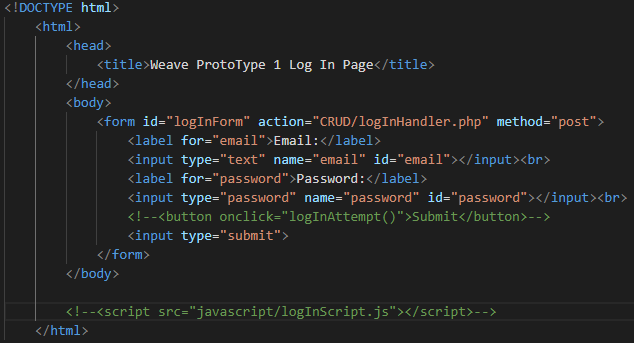 <!DOCTYPE html>
<html>
<head>
<title>Weave ProtoType 1 Log In Page</title>
</head>
<body>
<form id="logInForm" action="CRUD/logInHandler.php" method="post">
<label for="email">Email:</label>
<input type="text" name="email" id="email"></input><br>
<label for="password">Password:</label>
<input type="password" name="password" id="password"></input><br>
<!--<button onclick="logInAttempt()">Submit</button>-->
<input type="submit">
</form>
</body>
<!--<script src="javascript/logInScript.js"></script>-->
</html>